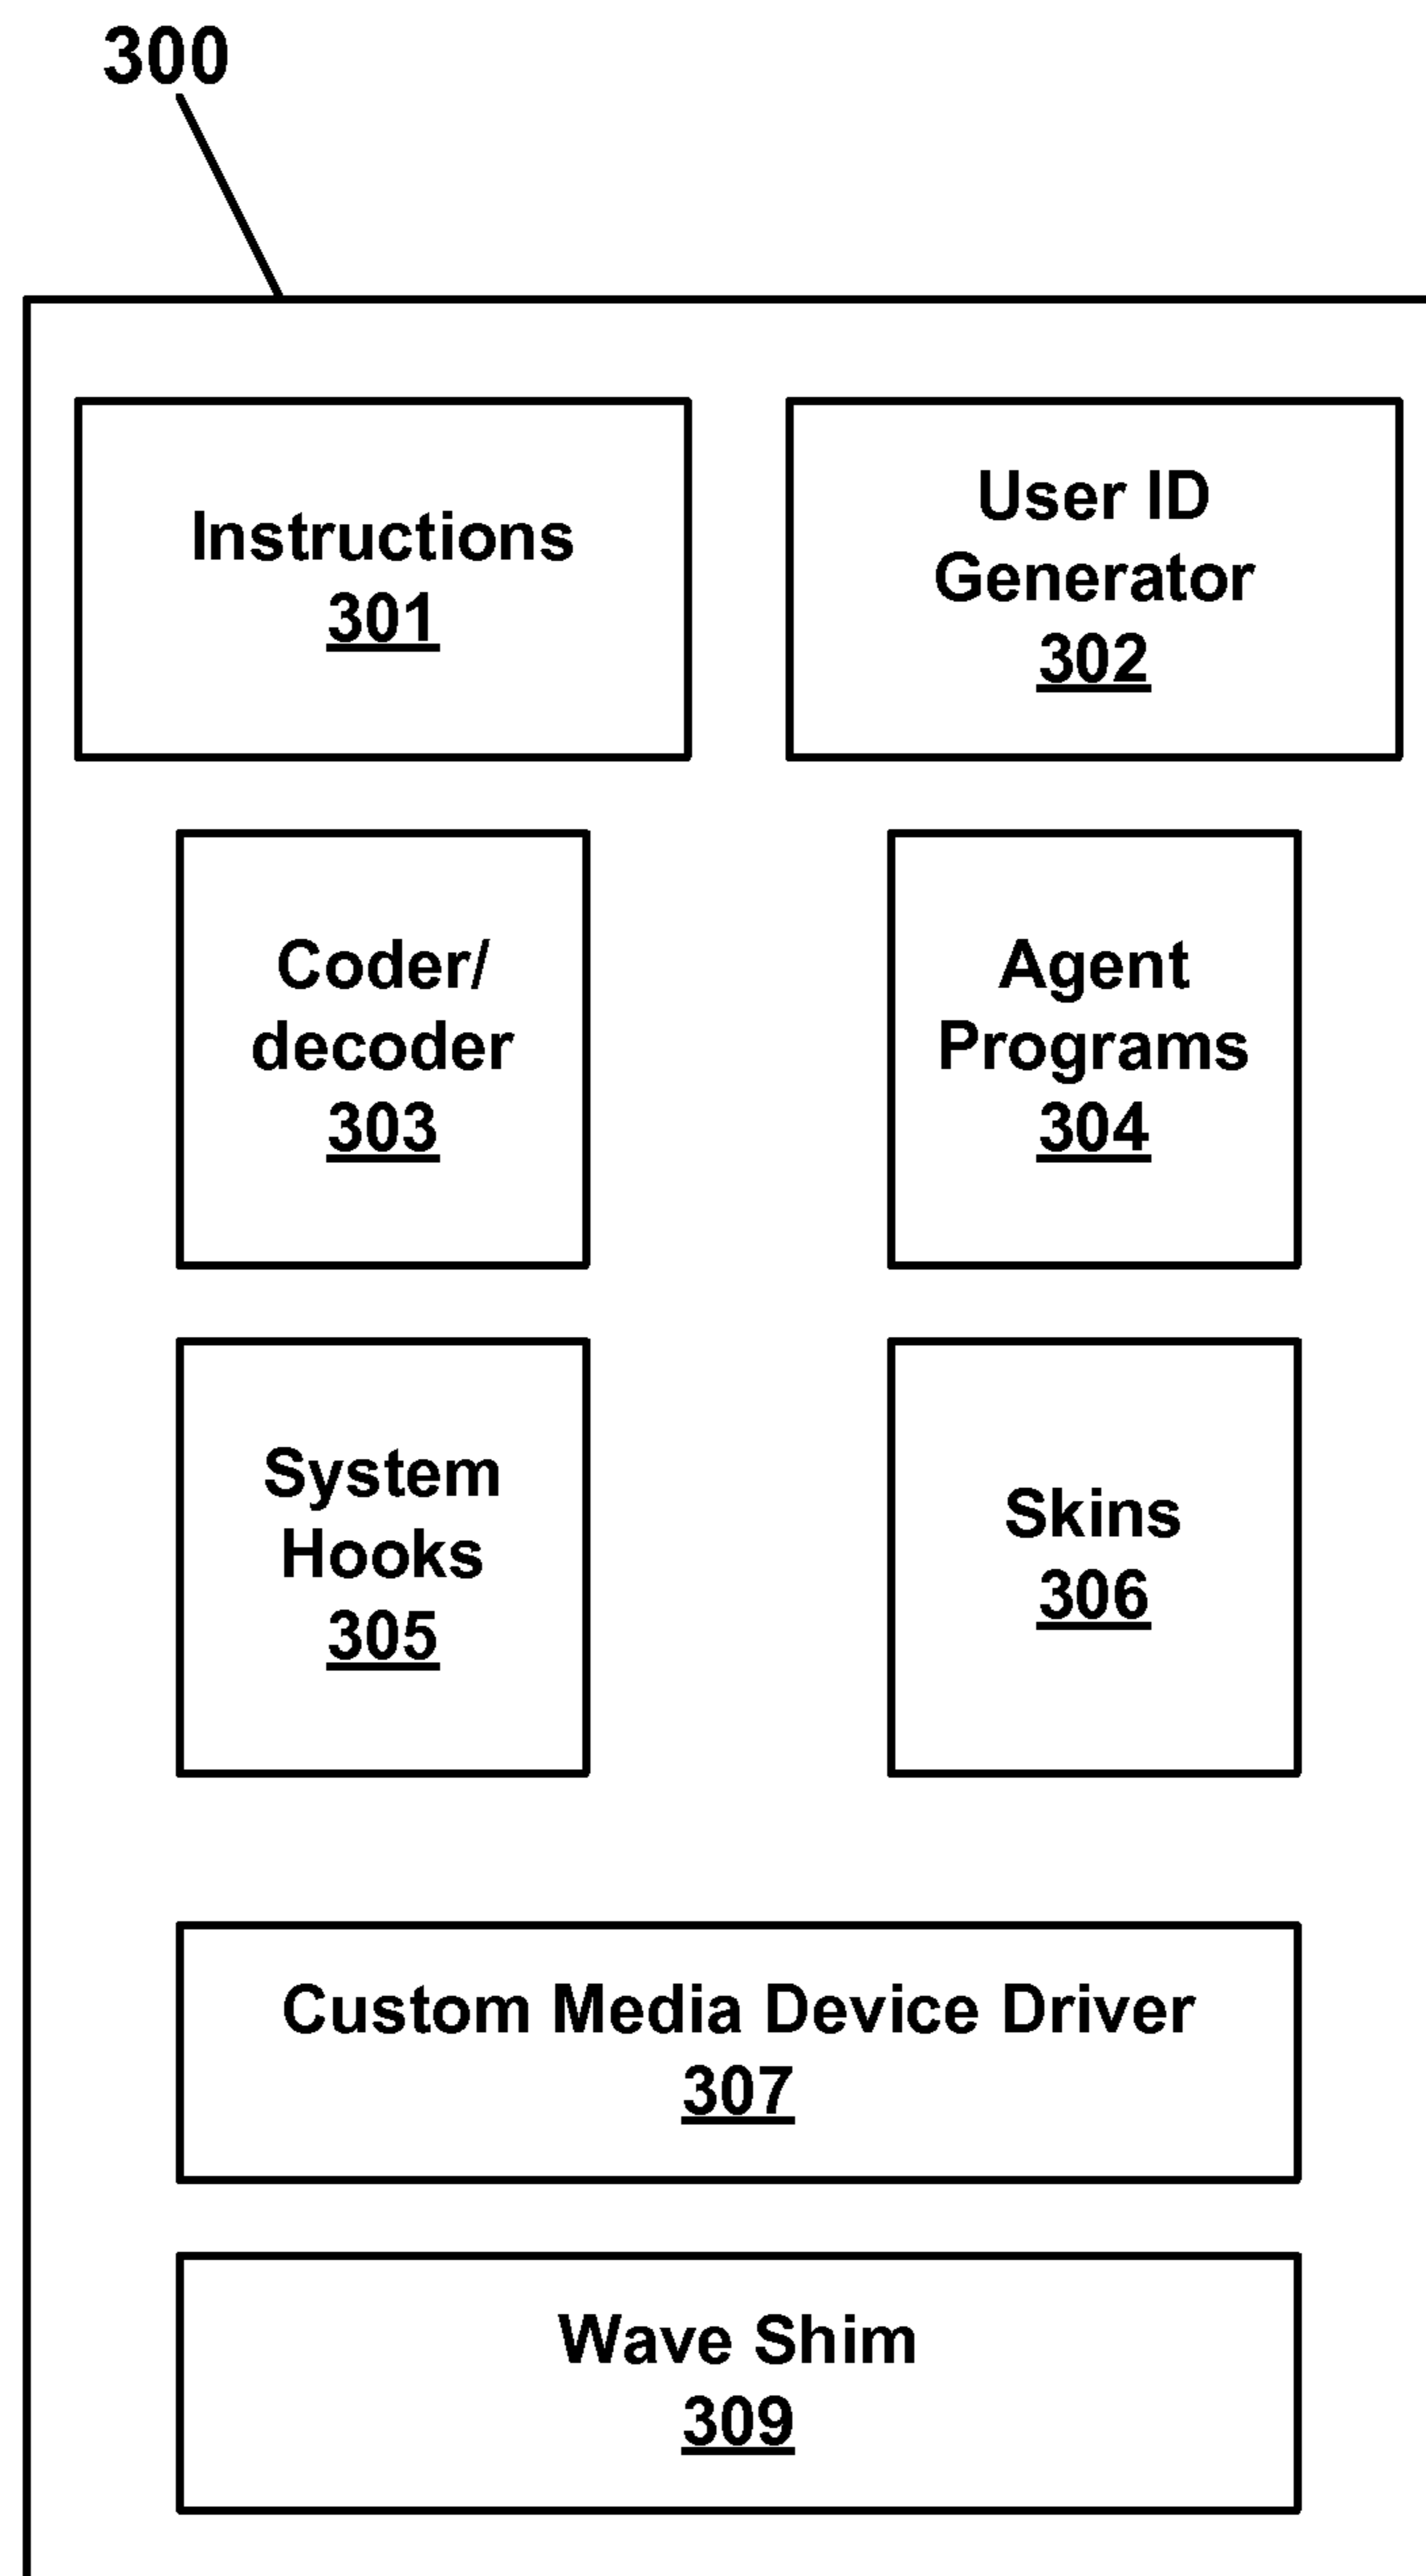 300
Instructions
301
User ID
Generator
302
Coder/
decoder
303
Agent
Programs
304
System
Hooks
305
Skins
306
Custom Media Device Driver
307
Wave Shim
309